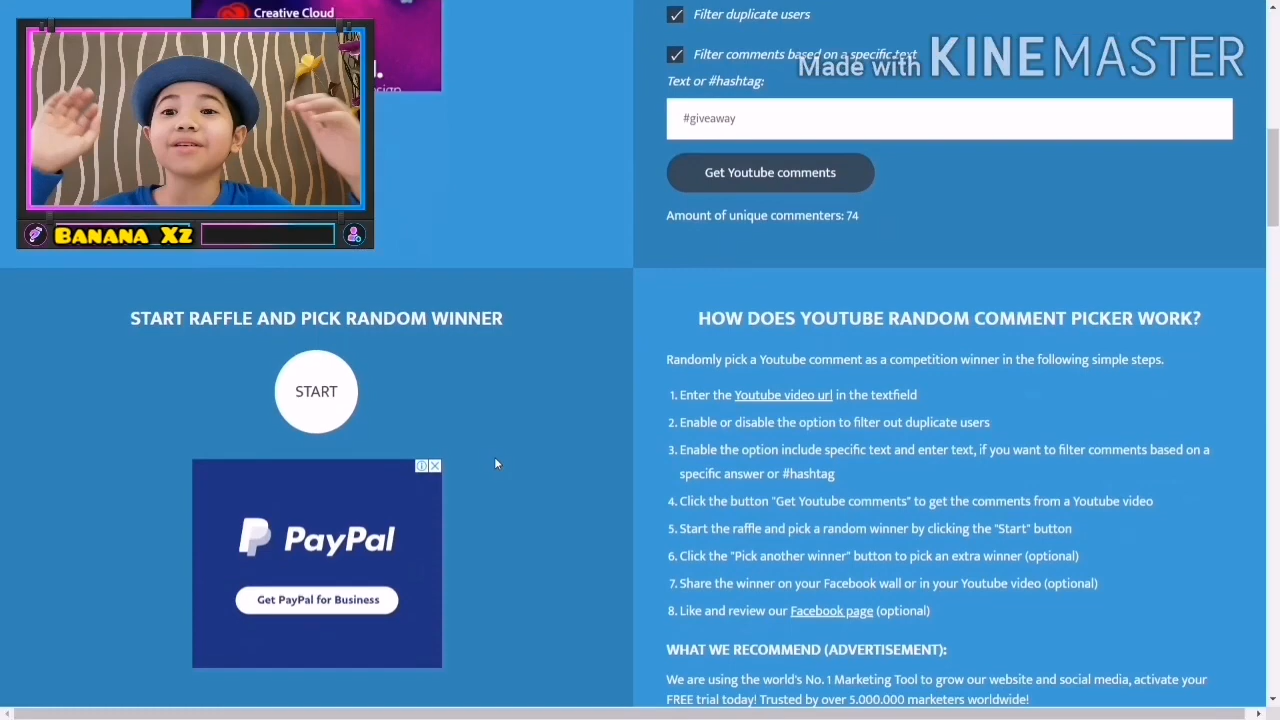 Creative Cloud
Filter duplicate users
Filter comments based on a specific text
Made with KINEMASTER
Text or #hashtag:
#giveaway
Get Youtube comments
Amount of unique commenters: 74
Banana_Xz
START RAFFLE AND PICK RANDOM WINNER
START
PayPal
Get PayPal for Business
HOW DOES YOUTUBE RANDOM COMMENT PICKER WORK?
Randomly pick a Youtube comment as a competition winner in the following simple steps.
1. Enter the Youtube video url in the textfield
2. Enable or disable the option to filter out duplicate users
3. Enable the option include specific text and enter text, if you want to filter comments based on a
specific answer or #hashtag
4. Click the button "Get Youtube comments" to get the comments from a Youtube video
5. Start the raffle and pick a random winner by clicking the "Start" button
6. Click the "Pick another winner" button to pick an extra winner (optional)
7. Share the winner on your Facebook wall or in your Youtube video (optional)
8. Like and review our Facebook page (optional)
WHAT WE RECOMMEND (ADVERTISEMENT):
We are using the world's No. 1 Marketing Tool to grow our website and social media, activate your
FREE trial today! Trusted by over 5.000.000 marketers worldwide!